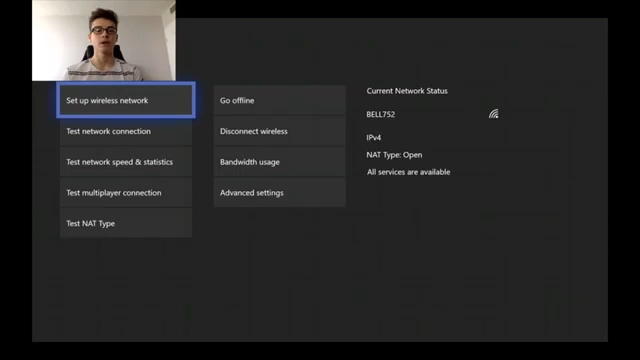 Set up wireless network
Test network connection
Test network speed & statistics
Test multiplayer connection
Test NAT Type
Go offline
Disconnect wireless
Bandwidth usage
Advanced settings
Current Network Status
BELL752
IPv4
NAT Type: Open
All services are available